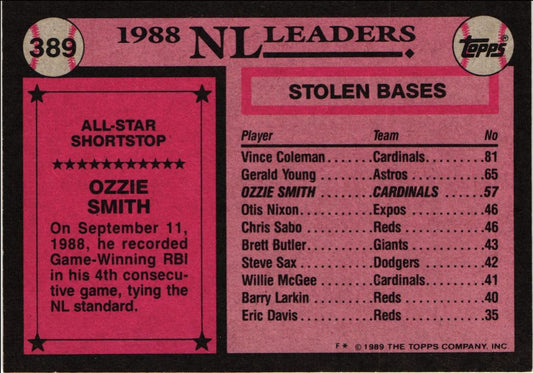 389
1988 NL LEADERS
Topps®
ALL-STAR
SHORTSTOP
OZZIE
SMITH
On September 11,
1988, he recorded
Game-Winning RBI
in his 4th consecu-
tive game, tying the
NL standard.
STOLEN BASES
Player Team No
Vince Coleman......Cardinals....81
Gerald Young.......Astros.......65
OZZIE SMITH........CARDINALS....57
Otis Nixon.........Expos........46
Chris Sabo.........Reds.........46
Brett Butler.......Giants.......43
Steve Sax..........Dodgers......42
Willie McGee.......Cardinals....41
Barry Larkin.......Reds.........40
Eric Davis.........Reds.........35
F* ©1989 THE TOPPS COMPANY, INC